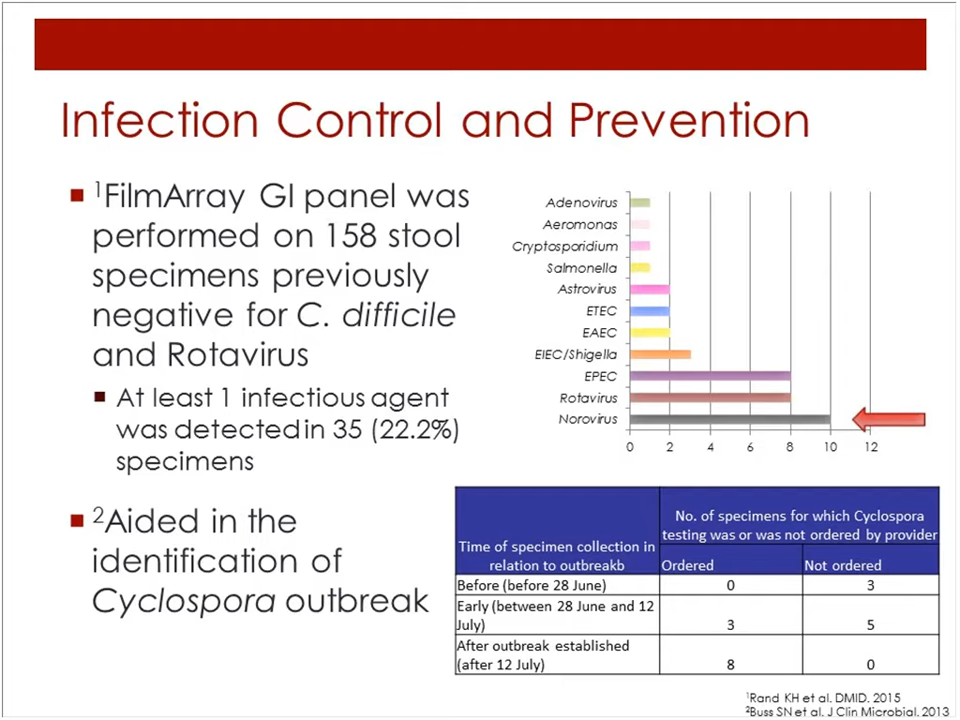 Infection Control and Prevention
¹FilmArray GI panel was
performed on 158 stool
specimens previously
negative for C. difficile
and Rotavirus
At least 1 infectious agent
was detected in 35 (22.2%)
specimens
²Aided in the
identification of
Cyclospora outbreak
Adenovirus
Aeromonas
Cryptosporidium
Salmonella
Astrovirus
ETEC
EAEC
EIEC/Shigella
EPEC
Rotavirus
Norovirus
0 2 4 6 8 10 12
Time of specimen collection in
relation to outbreakb
No. of specimens for which Cyclospora
testing was or was not ordered by provider
Ordered Not ordered
Before (before 28 June) 0 3
Early (between 28 June and 12
July) 3 5
After outbreak established
(after 12 July) 8 0
¹Rand KH et al. DMID. 2015
²Buss SN et al. J Clin Microbial. 2013